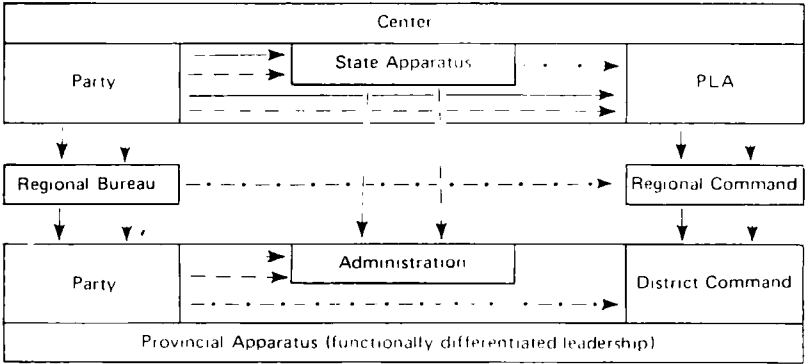 Center
Party
State Apparatus
PLA
Regional Bureau
Regional Command
Party
Administration
District Command
Provincial Apparatus (functionally differentiated leadership)